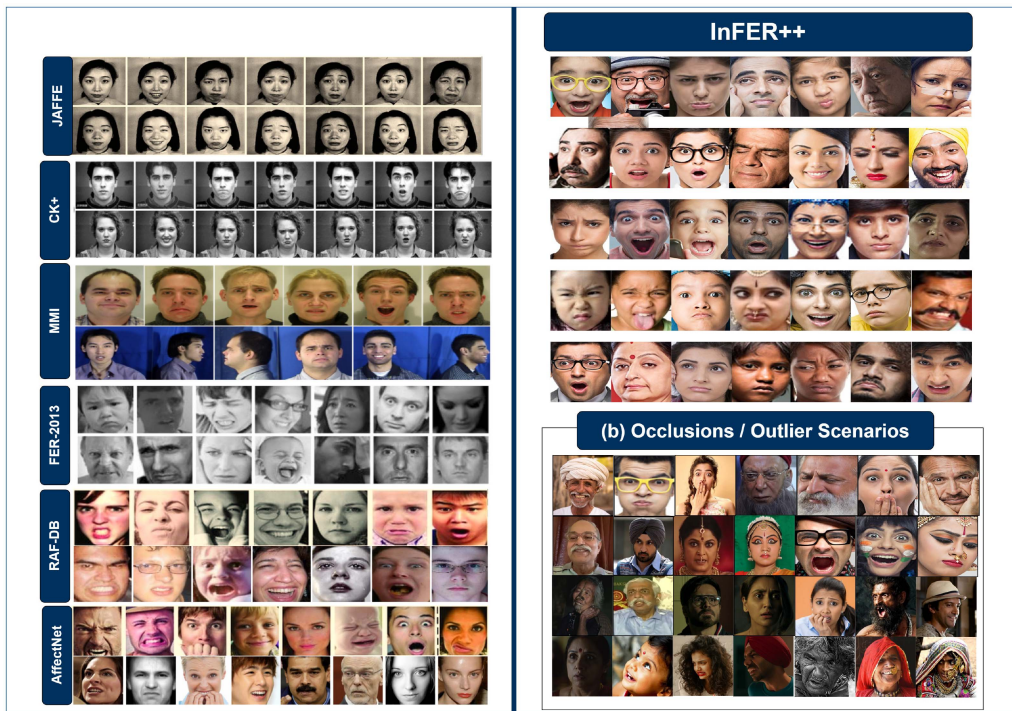 JAFFE
CK+
MMI
FER-2013
RAF-DB
AffectNet
InFER++
(b) Occlusions / Outlier Scenarios